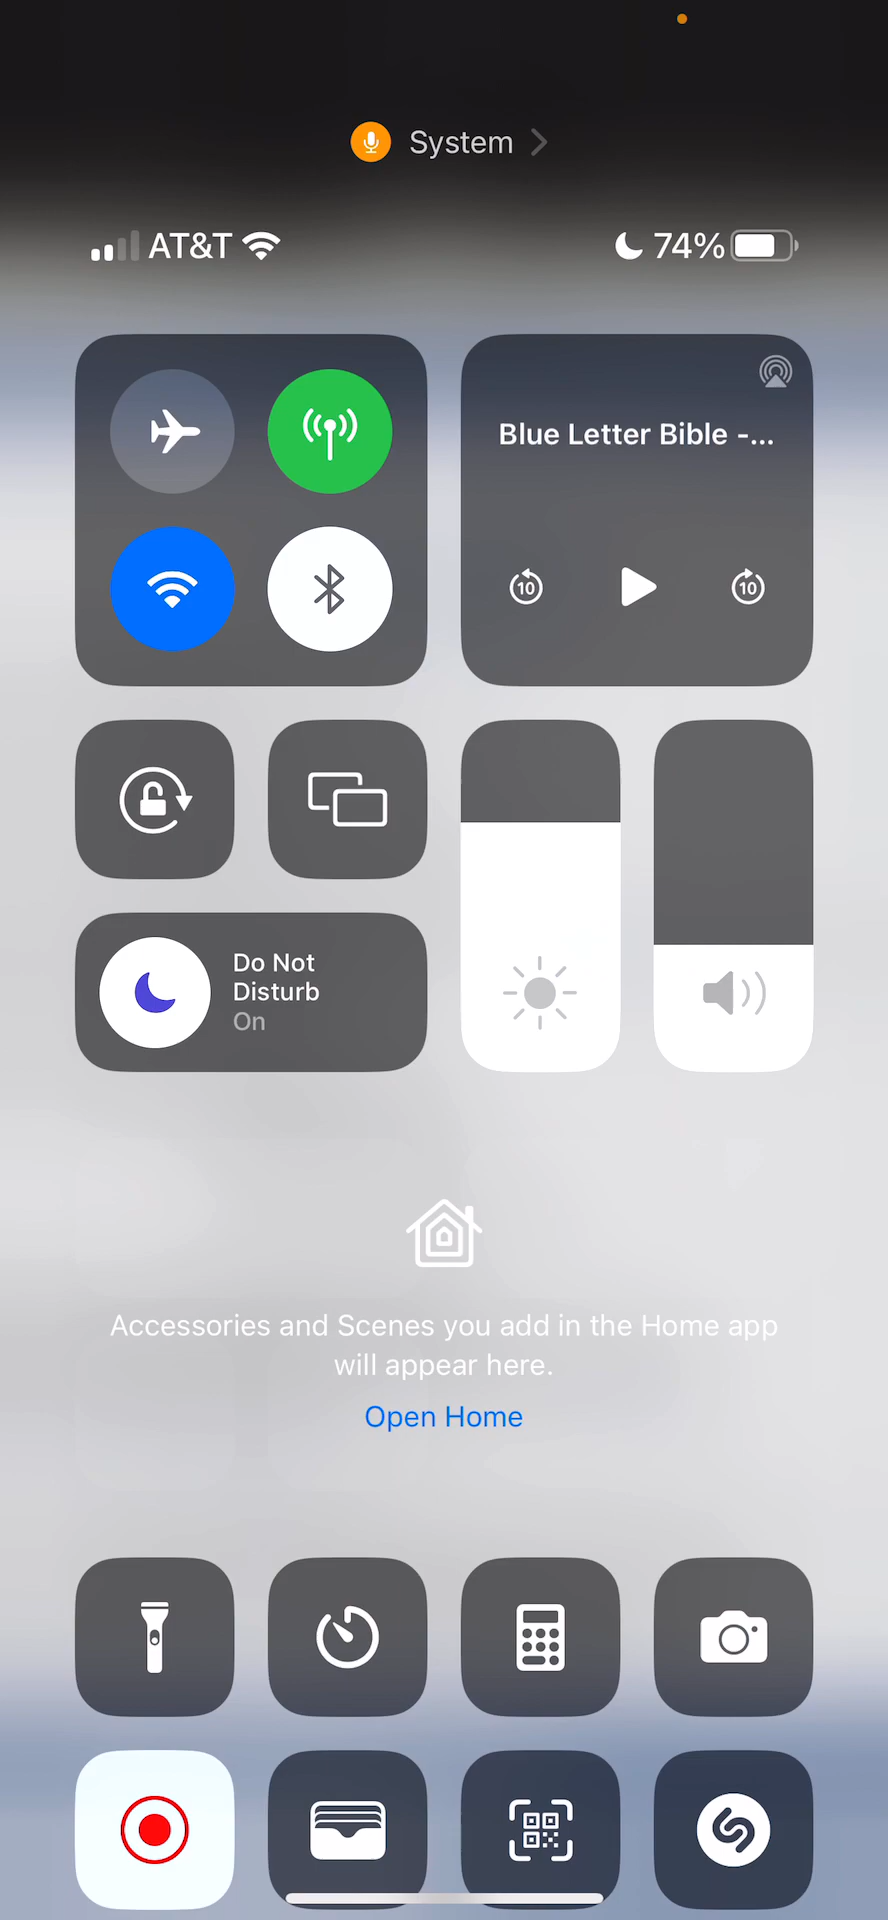 System
AT&T
74%
Blue Letter Bible -...
10
10
Do Not
Disturb
On
Accessories and Scenes you add in the Home app
will appear here.
Open Home